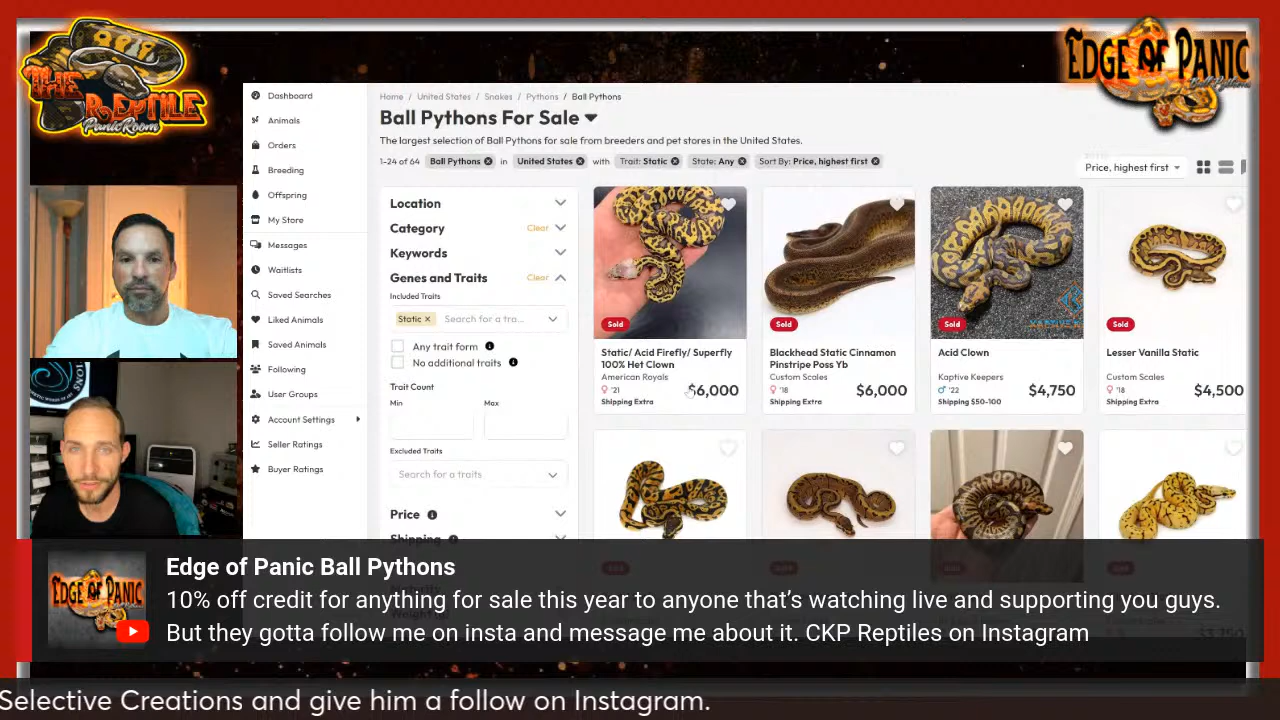 THE
REPTILE
PanicRoom
EDGE OF PANIC
Ball Pythons
Dashboard
Animals
Orders
Breeding
Offspring
My Store
Messages
Waitlists
Saved Searches
Liked Animals
Saved Animals
Following
User Groups
Account Settings
Seller Ratings
Buyer Ratings
Home / United States / Snakes / Pythons / Ball Pythons
Ball Pythons For Sale
The largest selection of Ball Pythons for sale from breeders and pet stores in the United States.
1-24 of 64 Ball Pythons in United States with Trait: Static State: Any Sort By: Price, highest first
Price, highest first
Location
Category Clear
Keywords
Genes and Traits Clear
Included Traits
Static × Search for a tra...
Any trait form
No additional traits
Trait Count
Min Max
Excluded Traits
Search for a traits
Price
Shipping
Sold
Static/ Acid Firefly/ Superfly
100% Het Clown
American Royals
♀ '21 $6,000
Shipping Extra
Sold
Blackhead Static Cinnamon
Pinstripe Poss Yb
Custom Scales
♀ '18 $6,000
Shipping Extra
Sold
Acid Clown
Kaptive Keepers
♂ '22 $4,750
Shipping $50-100
Sold
Lesser Vanilla Static
Custom Scales
♀ '18 $4,500
Shipping Extra
$3,750
EDGE OF PANIC
Edge of Panic Ball Pythons
10% off credit for anything for sale this year to anyone that’s watching live and supporting you guys.
But they gotta follow me on insta and message me about it. CKP Reptiles on Instagram
Selective Creations and give him a follow on Instagram.